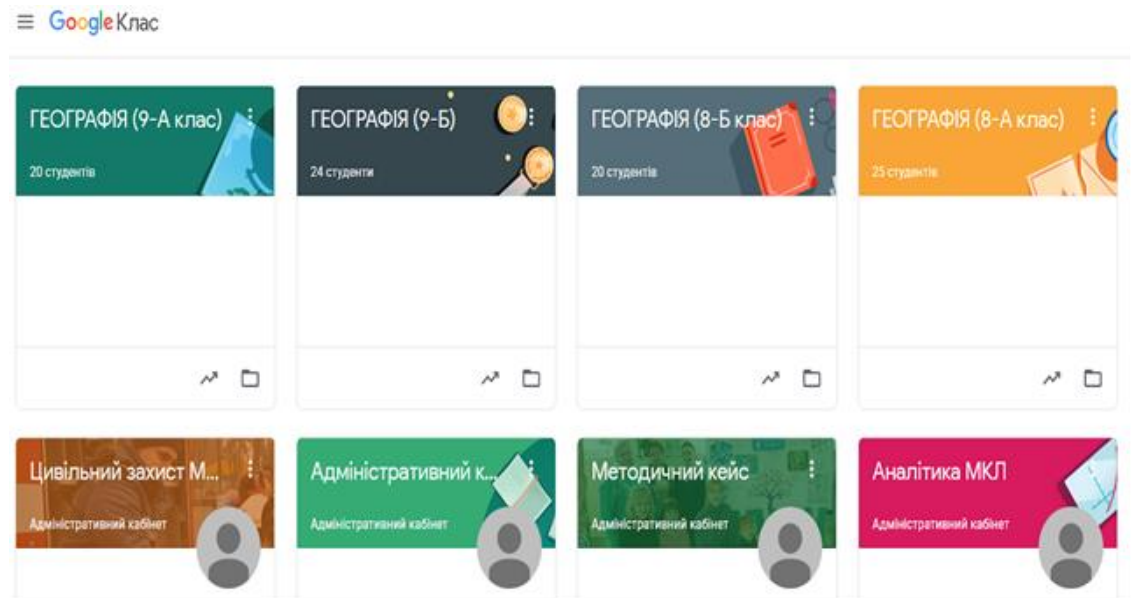 Google Клас
ГЕОГРАФІЯ (9-А клас)
20 студентів
ГЕОГРАФІЯ (9-Б)
24 студенти
ГЕОГРАФІЯ (8-Б клас)
20 студентів
ГЕОГРАФІЯ (8-А клас)
25 студентів
Цивільний захист М...
Адміністративний кабінет
Адміністративний к...
Адміністративний кабінет
Методичний кейс
Адміністративний кабінет
Аналітика МКЛ
Адміністративний кабінет